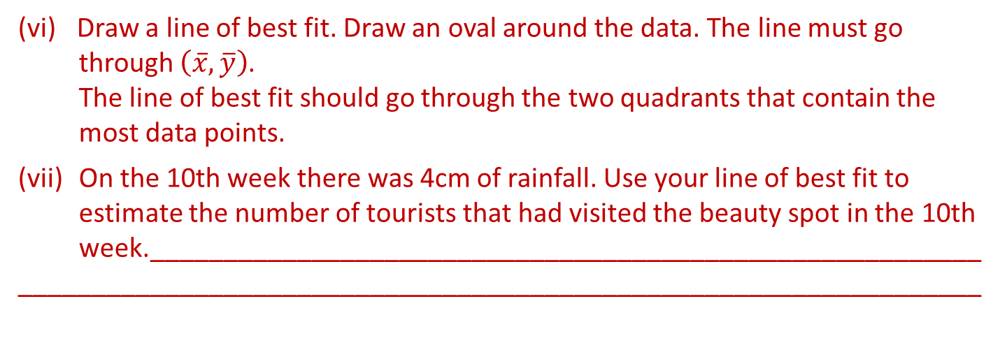 (vi) Draw a line of best fit. Draw an oval around the data. The line must go
through (x̄, ȳ).
The line of best fit should go through the two quadrants that contain the
most data points.
(vii) On the 10th week there was 4cm of rainfall. Use your line of best fit to
estimate the number of tourists that had visited the beauty spot in the 10th
week.